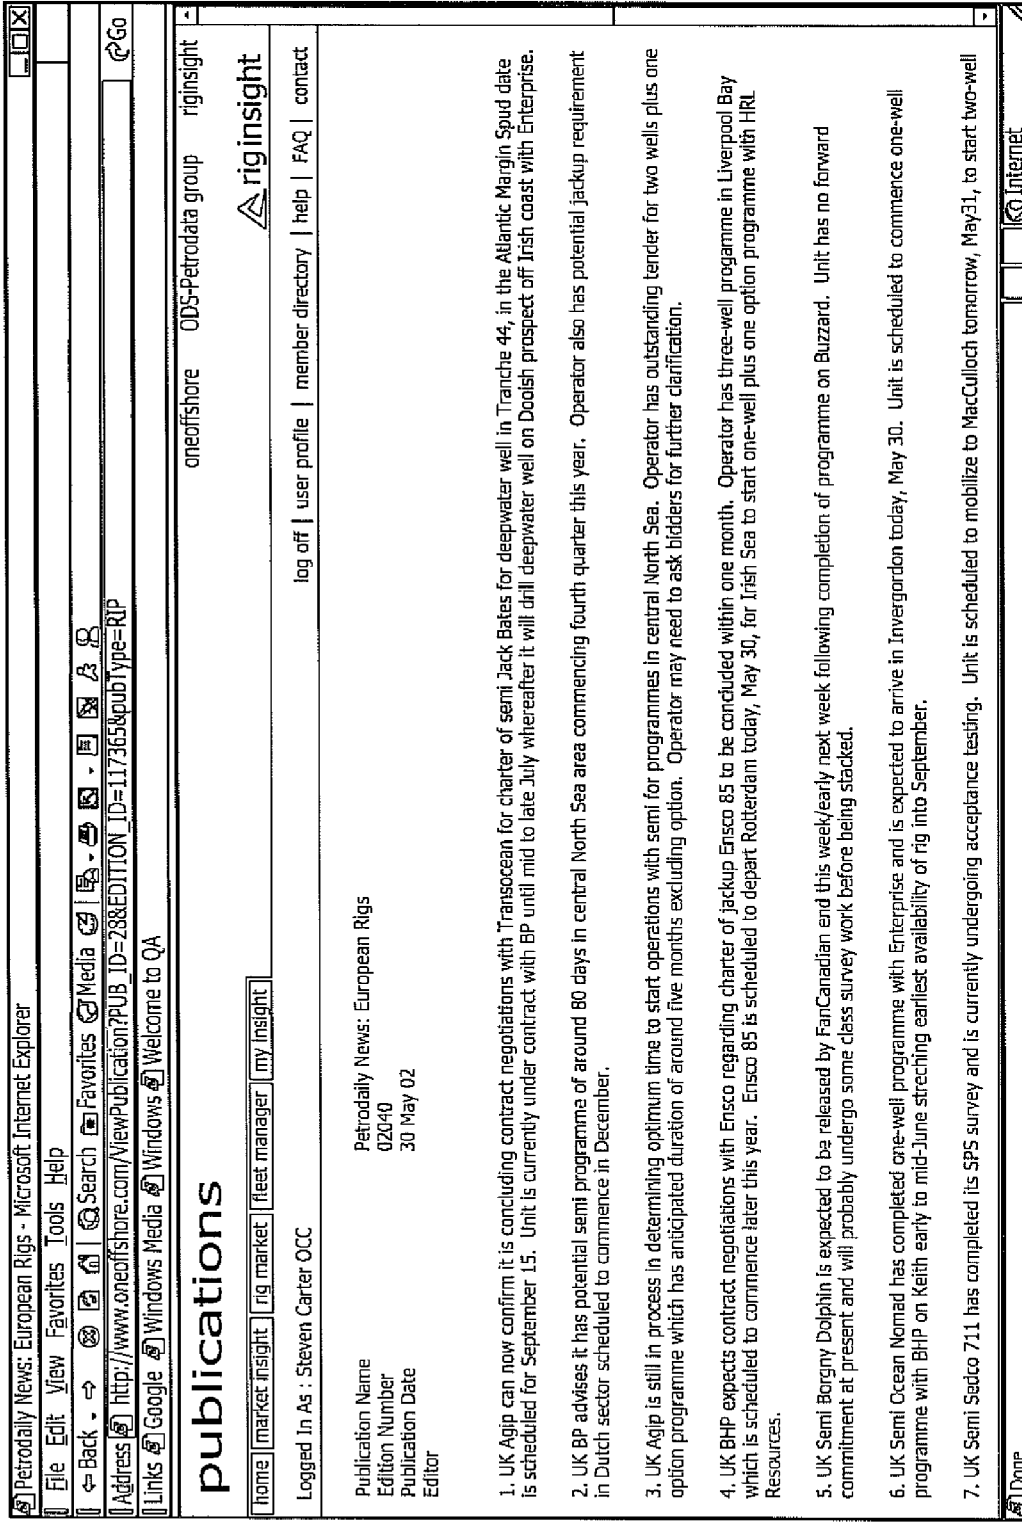 Petrodaily News: European Rigs - Microsoft Internet Explorer
File Edit View Favorites Tools Help
Back Search Favorites Media
Address http://www.oneoffshore.com/ViewPublication?PUB_ID=28&EDITION_ID=117365&pubType=RIP Go
Links Google Windows Media Windows Welcome to QA
oneoffshore ODS-Petrodata group riginsight
publications riginsight
home market insight rig market fleet manager my insight
Logged In As : Steven Carter OCC log off | user profile | member directory | help | FAQ | contact
Publication Name Petrodaily News: European Rigs
Edition Number 02040
Publication Date 30 May 02
Editor
1. UK Agip can now confirm it is concluding contract negotiations with Transocean for charter of semi Jack Bates for deepwater well in Tranche 44, in the Atlantic Margin Spud date
is scheduled for September 15. Unit is currently under contract with BP until mid to late July whereafter it will drill deepwater well on Dooish prospect off Irish coast with Enterprise.
2. UK BP advises it has potential semi programme of around 80 days in central North Sea area commencing fourth quarter this year. Operator also has potential jackup requirement
in Dutch sector scheduled to commence in December.
3. UK Agip is still in process in determining optimum time to start operations with semi for programmes in central North Sea. Operator has outstanding tender for two wells plus one
option programme which has anticipated duration of around five months excluding option. Operator may need to ask bidders for further clarification.
4. UK BHP expects contract negotiations with Ensco regarding charter of jackup Ensco 85 to be concluded within one month. Operator has three-well progamme in Liverpool Bay
which is scheduled to commence later this year. Ensco 85 is scheduled to depart Rotterdam today, May 30, for Irish Sea to start one-well plus one option programme with HRL
Resources.
5. UK Semi Borgny Dolphin is expected to be released by FanCanadian end this week/early next week following completion of programme on Buzzard. Unit has no forward
commitment at present and will probably undergo some class survey work before being stacked.
6. UK Semi Ocean Nomad has completed one-well programme with Enterprise and is expected to arrive in Invergordon today, May 30. Unit is scheduled to commence one-well
programme with BHP on Keith early to mid-June streching earliest availability of rig into September.
7. UK Semi Sedco 711 has completed its SPS survey and is currently undergoing acceptance testing. Unit is scheduled to mobilize to MacCulloch tomorrow, May31, to start two-well
Done Internet